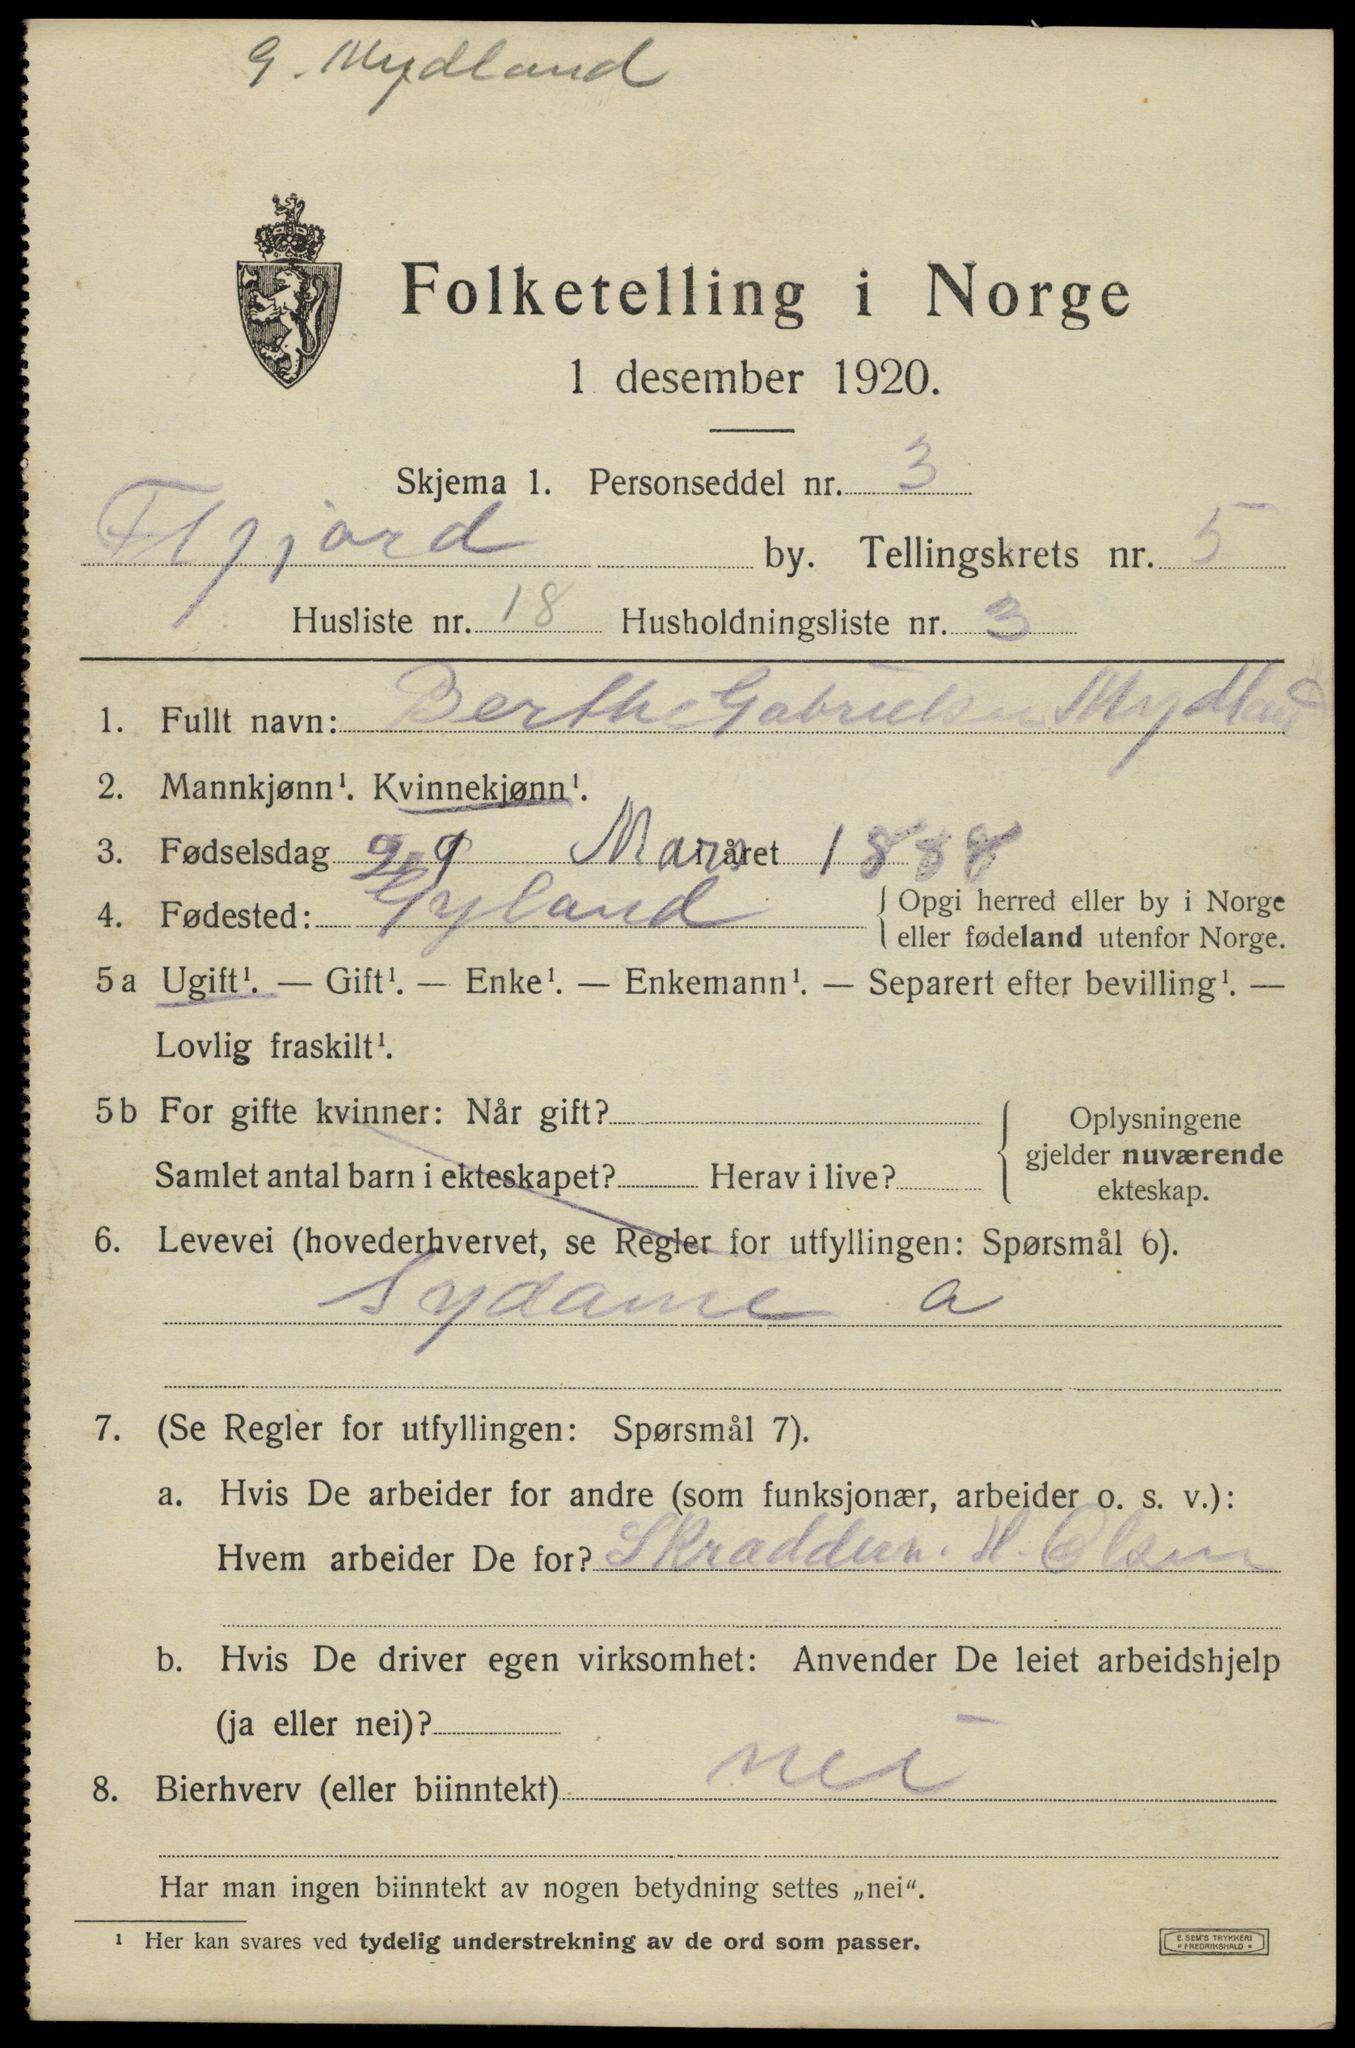 G. Mydland
Folketelling i Norge
1 desember 1920.
Skjema 1. Personseddel nr. 3
Flfjord by. Tellingskrets nr. 5
Husliste nr. 18 Husholdningsliste nr. 3
1. Fullt navn: Berthe Gabrielsen Mydland
2. Mannkjønn¹. Kvinnekjønn¹.
3. Fødselsdag 29 Mars i året 1888
4. Fødested: Gyland { Opgi herred eller by i Norge
eller fødeland utenfor Norge.
5 a Ugift¹. — Gift¹. — Enke¹. — Enkemann¹. — Separert efter bevilling¹. —
Lovlig fraskilt¹.
5 b For gifte kvinner: Når gift?
Samlet antal barn i ekteskapet? Herav i live?
{ Oplysningene
gjelder nuværende
ekteskap.
6. Levevei (hovederhvervet, se Regler for utfyllingen: Spørsmål 6).
Sydame a
7. (Se Regler for utfyllingen: Spørsmål 7).
a. Hvis De arbeider for andre (som funksjonær, arbeider o. s. v.):
Hvem arbeider De for? Skrædderm. H. Olsen
b. Hvis De driver egen virksomhet: Anvender De leiet arbeidshjelp
(ja eller nei)?
8. Bierhverv (eller biinntekt) nei
Har man ingen biinntekt av nogen betydning settes „nei“.
¹ Her kan svares ved tydelig understrekning av de ord som passer.
E. SEM'S TRYKKERI
* FREDRIKSHALD *